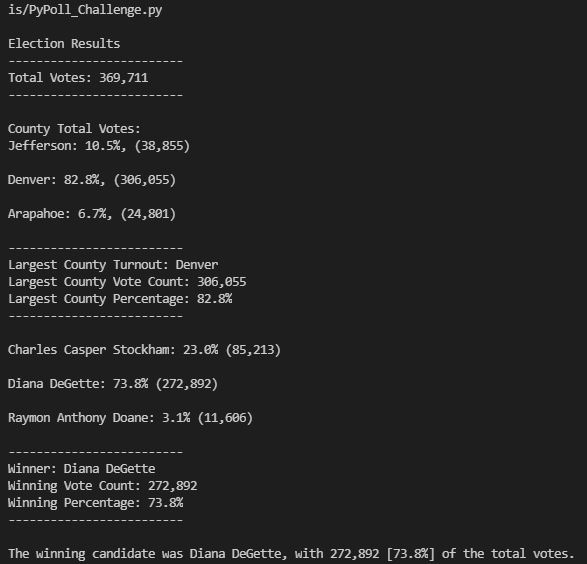 is/PyPoll_Challenge.py
Election Results
-------------------------
Total Votes: 369,711
-------------------------
County Total Votes:
Jefferson: 10.5%, (38,855)
Denver: 82.8%, (306,055)
Arapahoe: 6.7%, (24,801)
-------------------------
Largest County Turnout: Denver
Largest County Vote Count: 306,055
Largest County Percentage: 82.8%
-------------------------
Charles Casper Stockham: 23.0% (85,213)
Diana DeGette: 73.8% (272,892)
Raymon Anthony Doane: 3.1% (11,606)
-------------------------
Winner: Diana DeGette
Winning Vote Count: 272,892
Winning Percentage: 73.8%
-------------------------
The winning candidate was Diana DeGette, with 272,892 [73.8%] of the total votes.